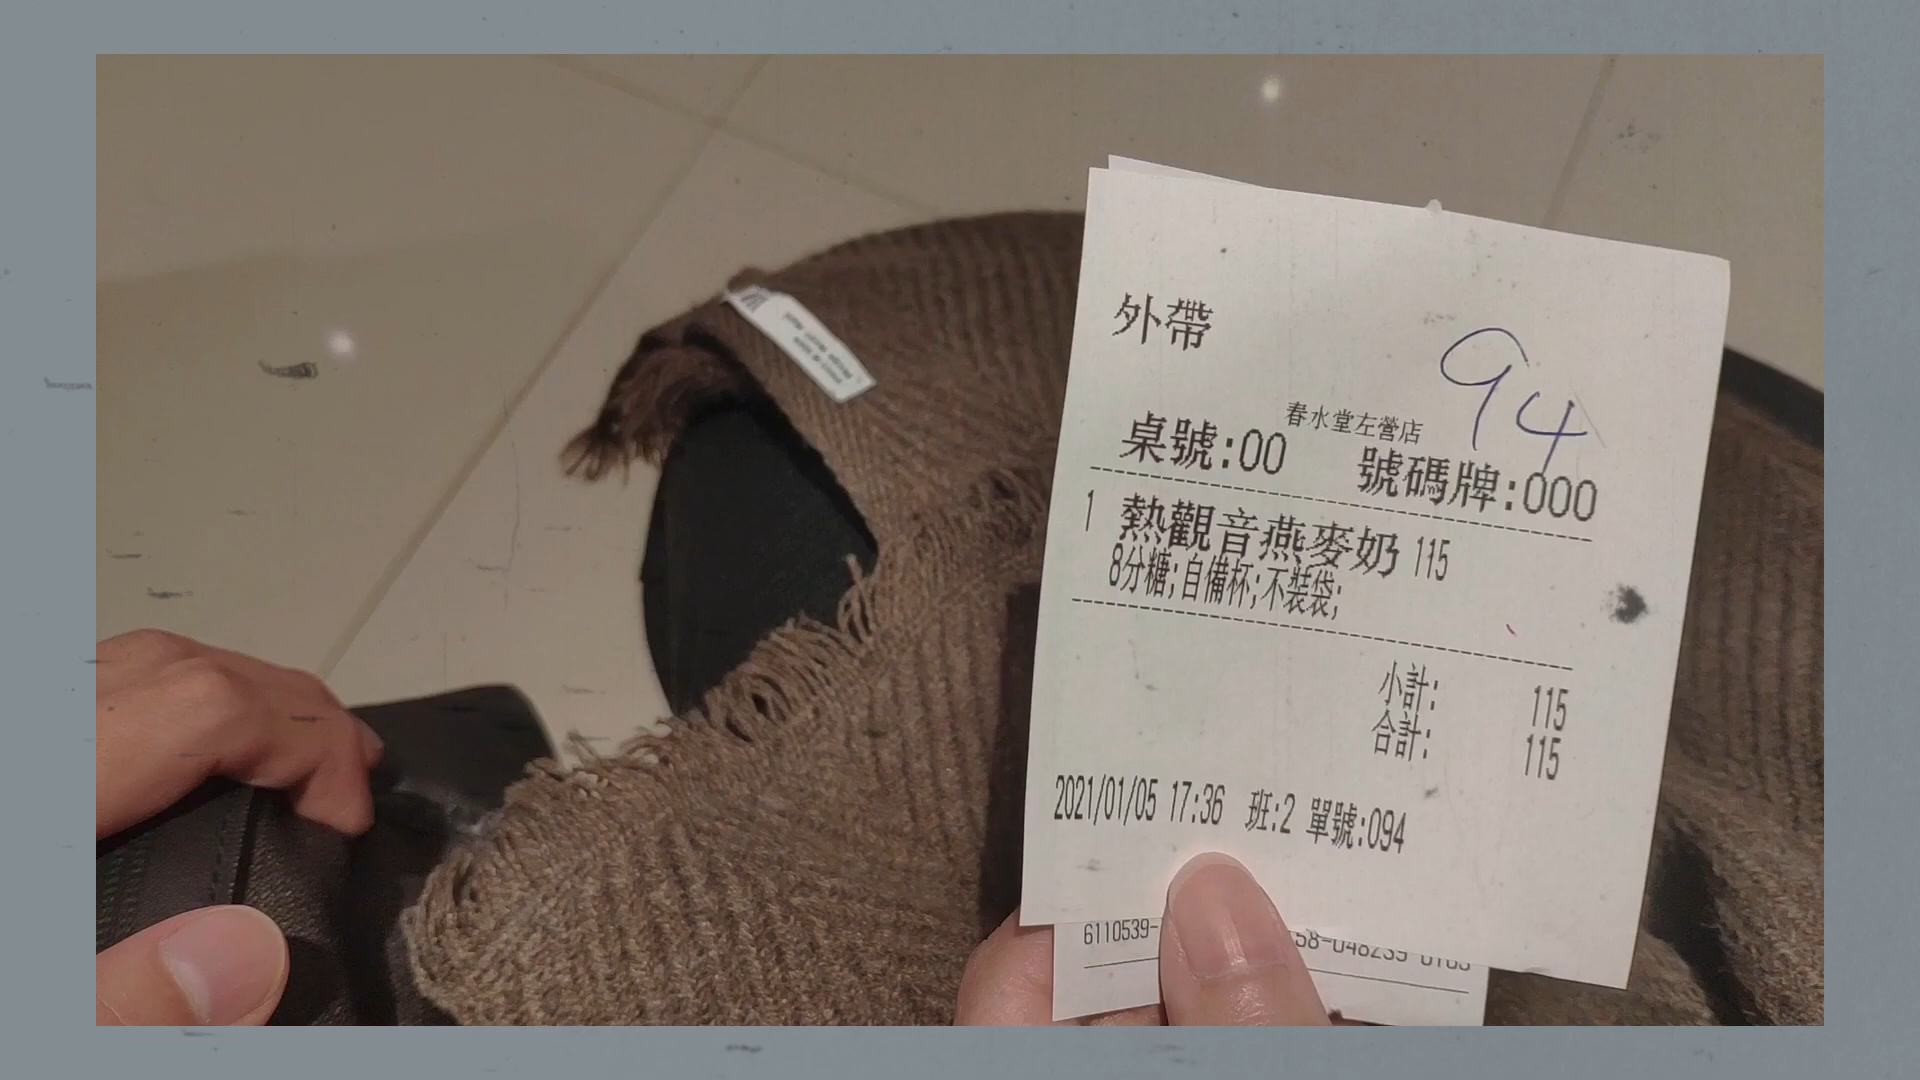 外帶
94
春水堂左營店
桌號:00 號碼牌:000
1 熱觀音燕麥奶 115
8分糖;自備杯;不裝袋;
小計: 115
合計: 115
2021/01/05 17:36 班:2 單號:094
6110539-